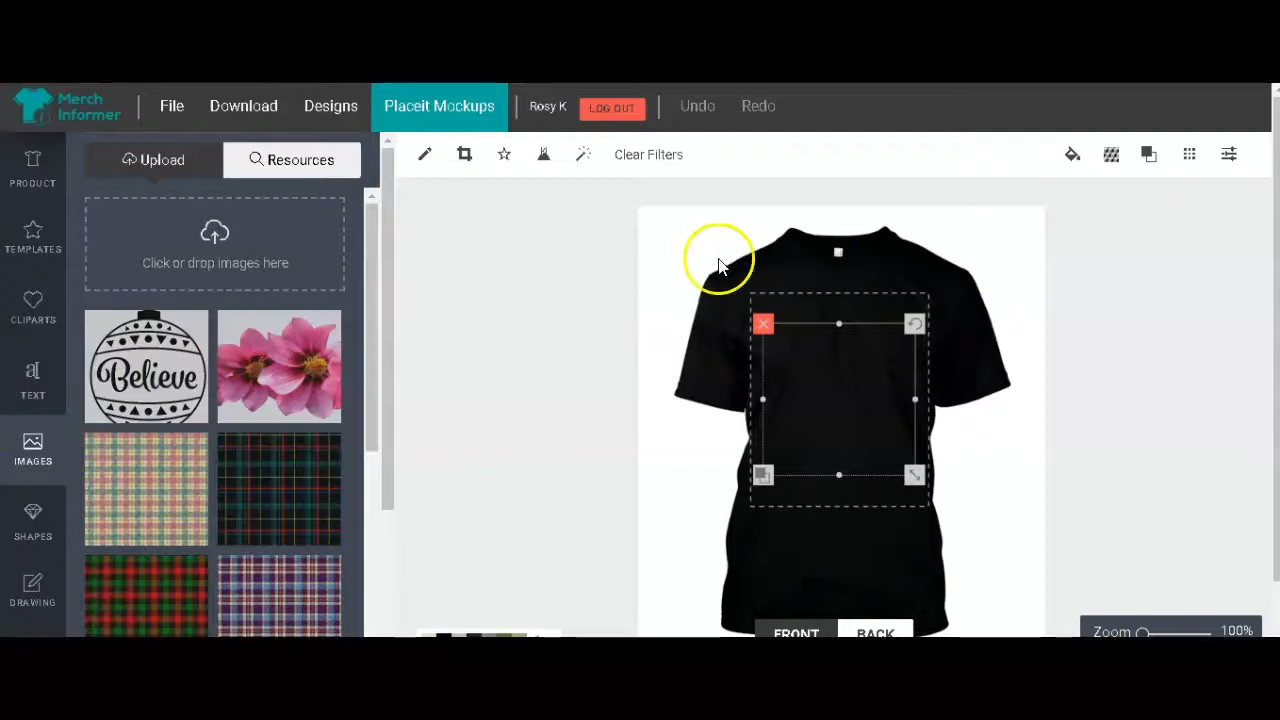 Merch
Informer
File
Download
Designs
Placeit Mockups
Rosy K
LOG OUT
Undo
Redo
PRODUCT
TEMPLATES
CLIPARTS
TEXT
IMAGES
SHAPES
DRAWING
Upload
Resources
Click or drop images here
Believe
Clear Filters
FRONT
BACK
Zoom
100%